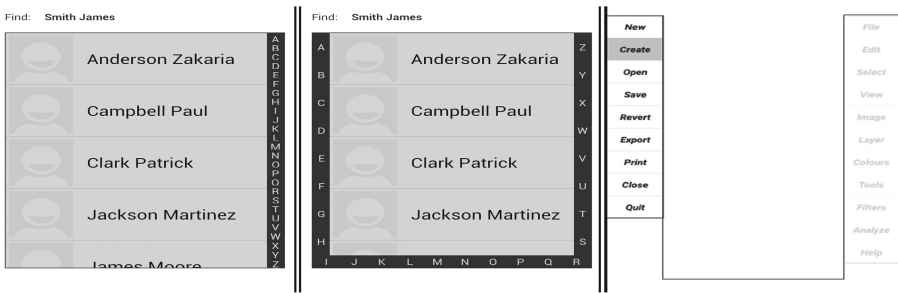 Find: Smith James
Anderson Zakaria
Campbell Paul
Clark Patrick
Jackson Martinez
James Moore
A
B
C
D
E
F
G
H
I
J
K
L
M
N
O
P
Q
R
S
T
U
V
W
X
Y
Z
Find: Smith James
A
B
C
D
E
F
G
H
Anderson Zakaria
Campbell Paul
Clark Patrick
Jackson Martinez
Z
Y
X
W
V
U
T
S
I J K L M N O P Q R
New
Create
Open
Save
Revert
Export
Print
Close
Quit
File
Edit
Select
View
Image
Layer
Colours
Tools
Filters
Analyze
Help